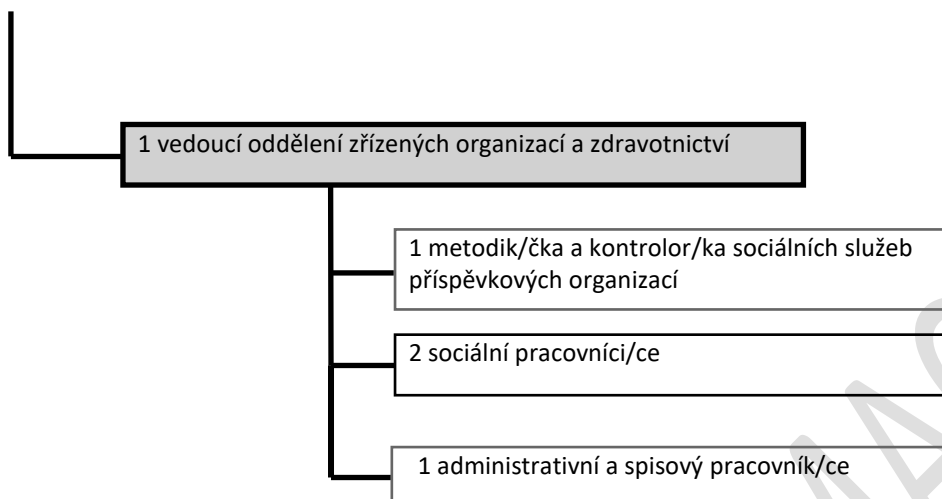 1 vedoucí oddělení zřízených organizací a zdravotnictví
1 metodik/čka a kontrolor/ka sociálních služeb
příspěvkových organizací
2 sociální pracovníci/ce
1 administrativní a spisový pracovník/ce